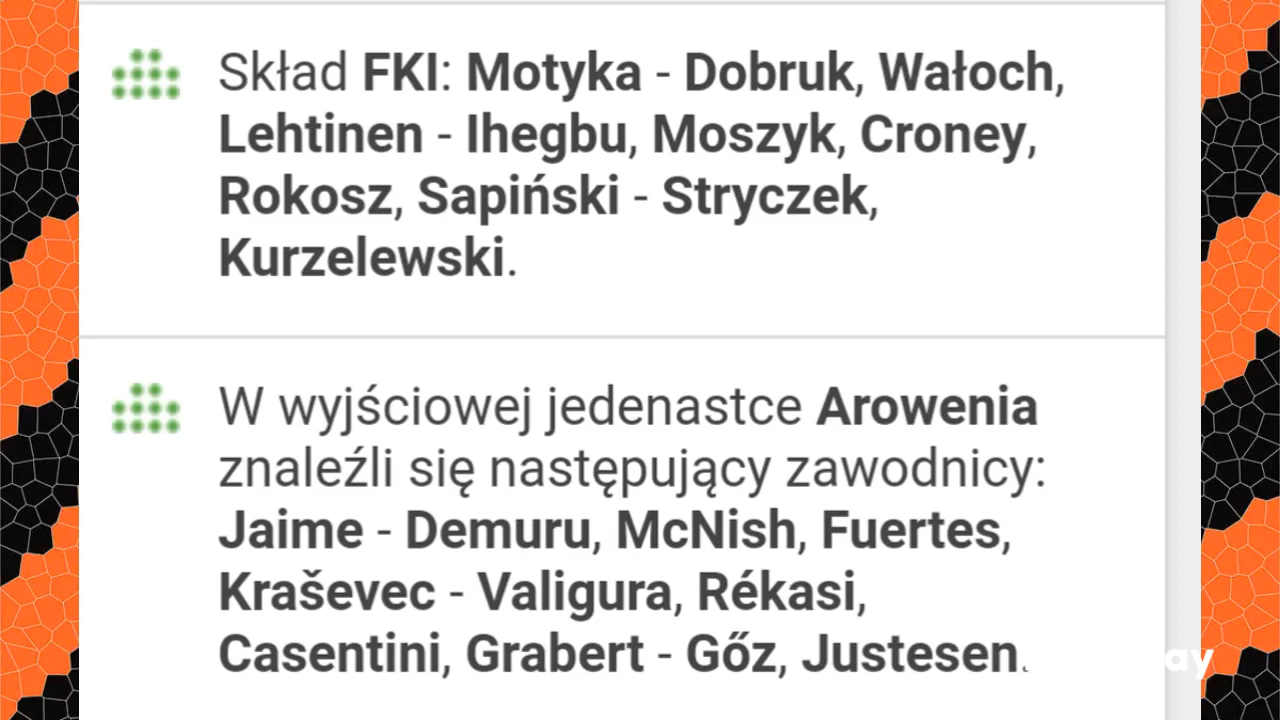 Skład FKI: Motyka - Dobruk, Wałoch,
Lehtinen - Ihegbu, Moszyk, Croney,
Rokosz, Sapiński - Stryczek,
Kurzelewski.
W wyjściowej jedenastce Arowenia
znaleźli się następujący zawodnicy:
Jaime - Demuru, McNish, Fuertes,
Kraševec - Valigura, Rékasi,
Casentini, Grabert - Gőz, Justesen.
ay